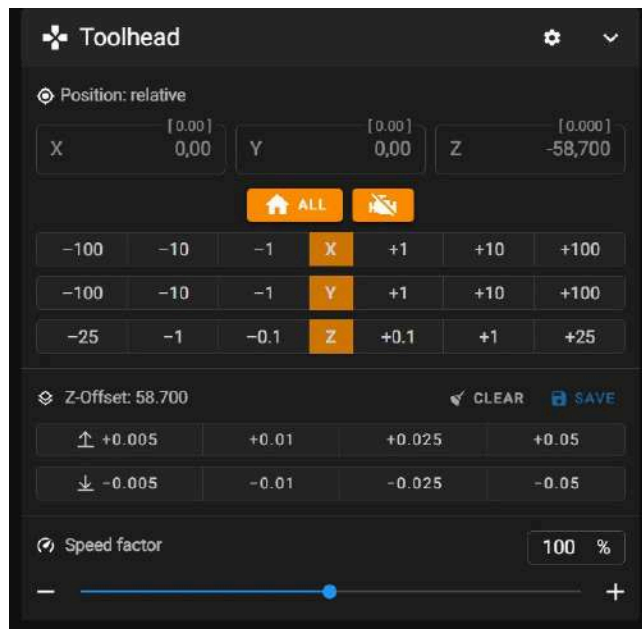 Toolhead
Position: relative
[ 0.00 ] [ 0.00 ] [ 0.000 ]
X 0,00 Y 0,00 Z -58,700
ALL
−100 −10 −1 X +1 +10 +100
−100 −10 −1 Y +1 +10 +100
−25 −1 −0.1 Z +0.1 +1 +25
Z-Offset: 58.700 CLEAR SAVE
+0.005 +0.01 +0.025 +0.05
-0.005 -0.01 -0.025 -0.05
Speed factor 100 %